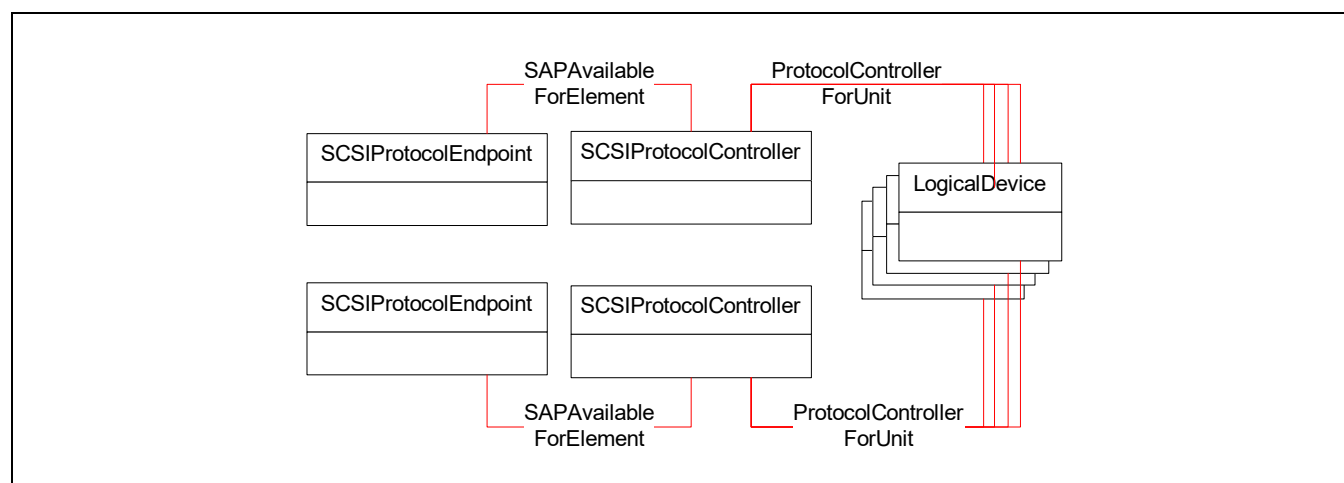 SAPAvailable
ForElement
ProtocolController
ForUnit
SCSIProtocolEndpoint
SCSIProtocolController
LogicalDevice
SCSIProtocolEndpoint
SCSIProtocolController
SAPAvailable
ForElement
ProtocolController
ForUnit